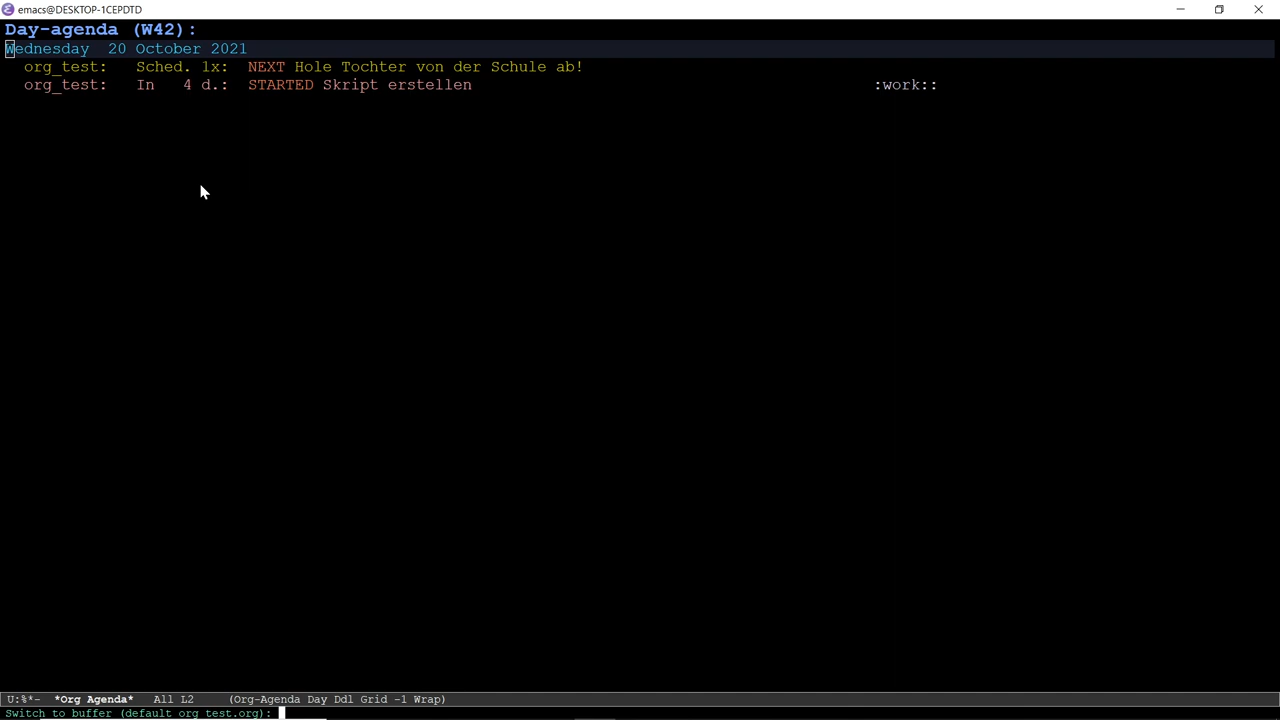 emacs@DESKTOP-1CEPDTD
Day-agenda (W42):
Wednesday  20 October 2021
org_test:   Sched. 1x:  NEXT Hole Tochter von der Schule ab!
org_test:   In   4 d.:  STARTED Skript erstellen                                           :work::
U:%*-  *Org Agenda*   All L2    (Org-Agenda Day Ddl Grid -1 Wrap)
Switch to buffer (default org_test.org):